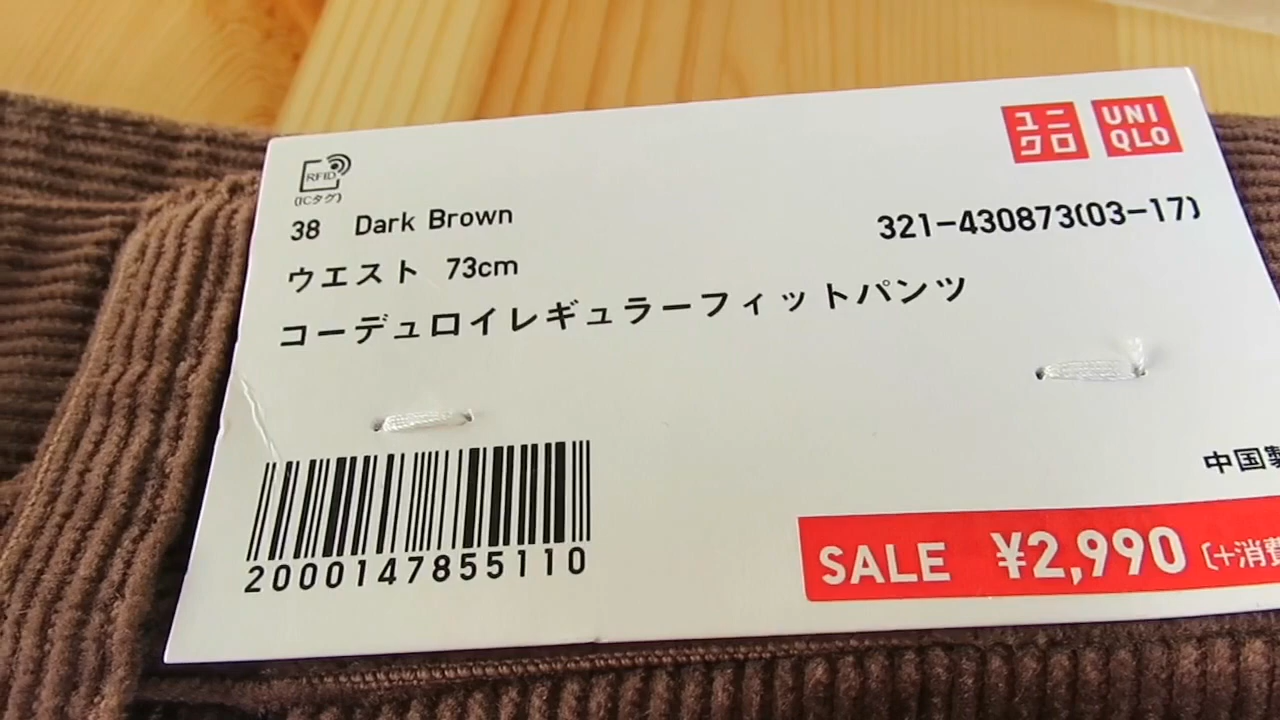 ユニクロ UNIQLO
RFID
(ICタグ)
38 Dark Brown
321-430873(03-17)
ウエスト 73cm
コーデュロイレギュラーフィットパンツ
中国製
2000147855110
SALE ¥2,990 (+消費